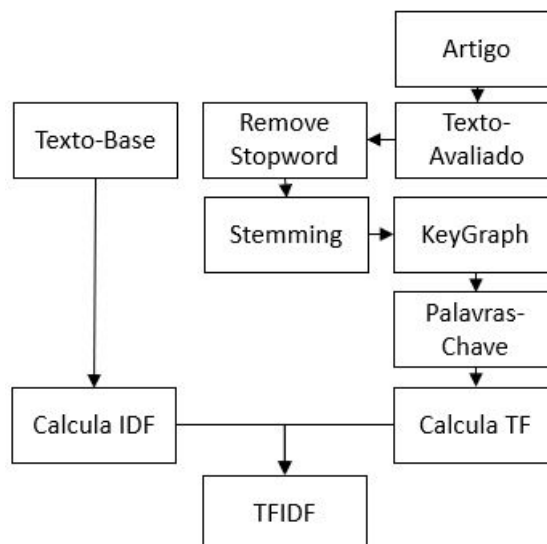 Artigo
Texto-Base
Remove
Stopword
Texto-
Avaliado
Stemming
KeyGraph
Palavras-
Chave
Calcula IDF
Calcula TF
TFIDF